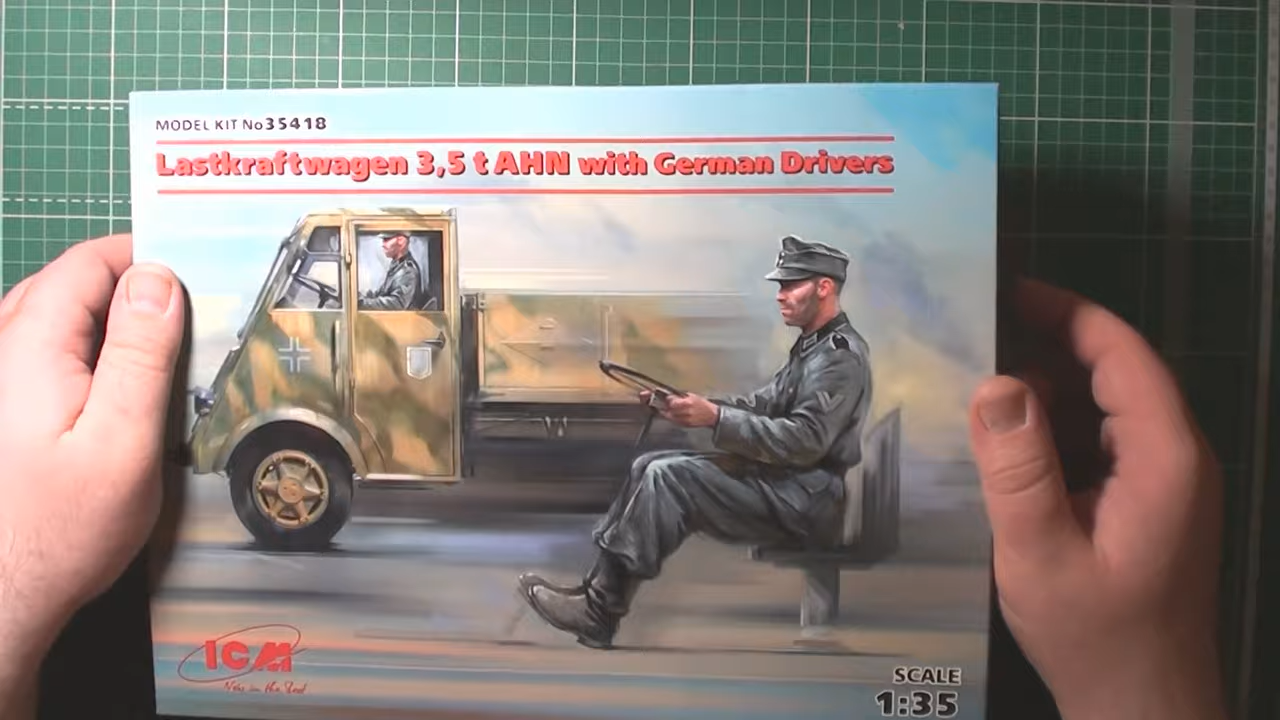 MODEL KIT No35418
Lastkraftwagen 3,5 t AHN with German Drivers
ICM
SCALE
1:35